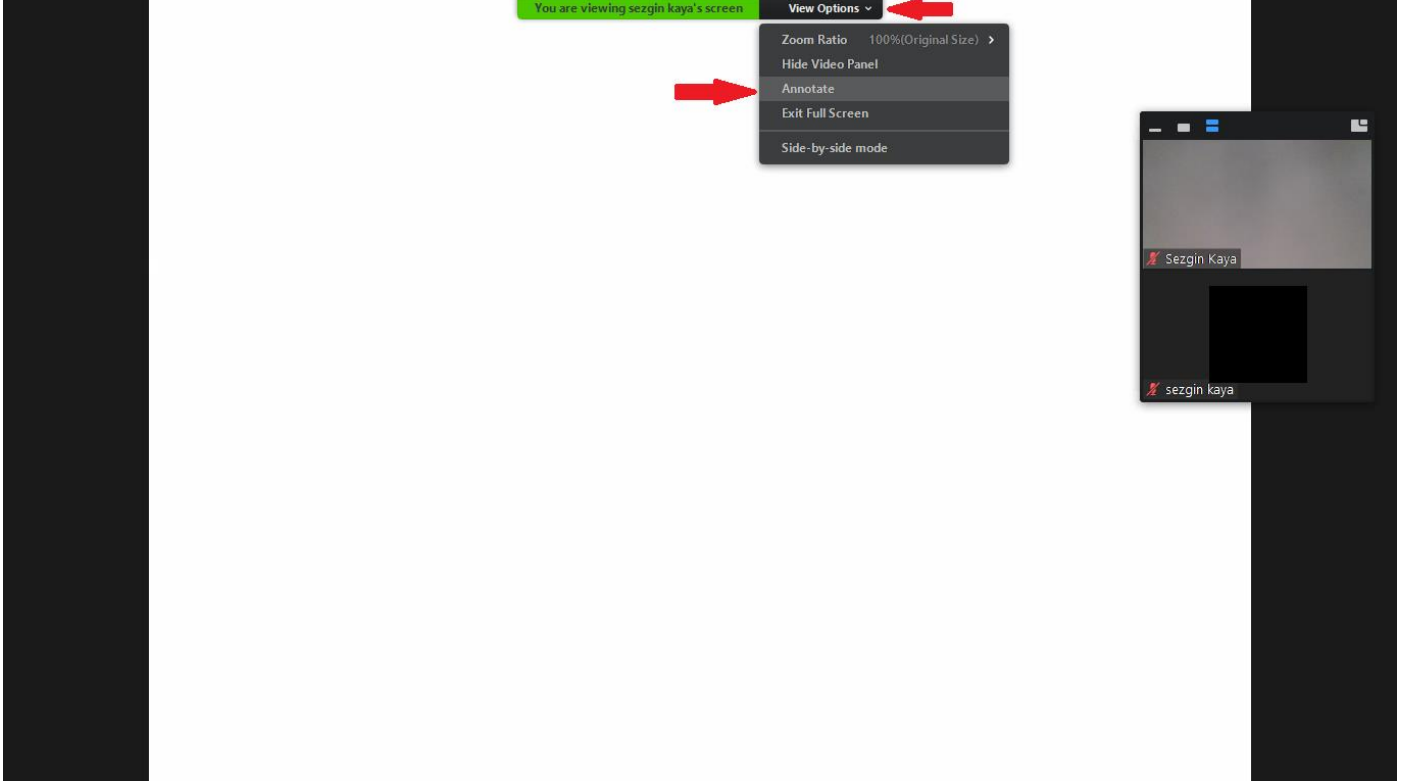 You are viewing sezgin kaya's screen View Options
Zoom Ratio 100%(Original Size)
Hide Video Panel
Annotate
Exit Full Screen
Side-by-side mode
Sezgin Kaya
sezgin kaya